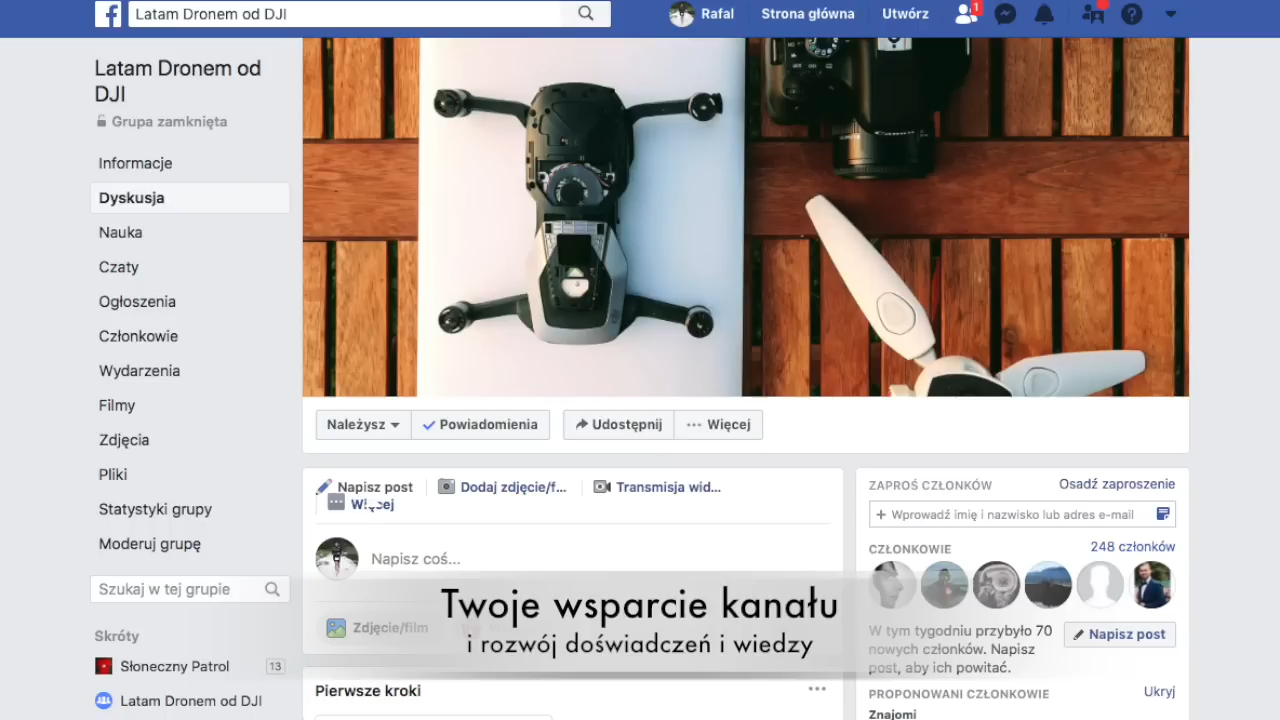 Latam Dronem od DJI
Rafal
Strona główna
Utwórz
1
Latam Dronem od
DJI
Grupa zamknięta
Informacje
Dyskusja
Nauka
Czaty
Ogłoszenia
Członkowie
Wydarzenia
Filmy
Zdjęcia
Pliki
Statystyki grupy
Moderuj grupę
Szukaj w tej grupie
Skróty
Słoneczny Patrol 13
Latam Dronem od DJI
Canon
Należysz
Powiadomienia
Udostępnij
Więcej
Napisz post
Dodaj zdjęcie/f...
Transmisja wid...
Więcej
Napisz coś...
Zdjęcie/film
Twoje wsparcie kanału
i rozwój doświadczeń i wiedzy
Pierwsze kroki
ZAPROŚ CZŁONKÓW
Osadź zaproszenie
+ Wprowadź imię i nazwisko lub adres e-mail
CZŁONKOWIE
248 członków
W tym tygodniu przybyło 70
nowych członków. Napisz
post, aby ich powitać.
Napisz post
PROPONOWANI CZŁONKOWIE
Ukryj
Znajomi